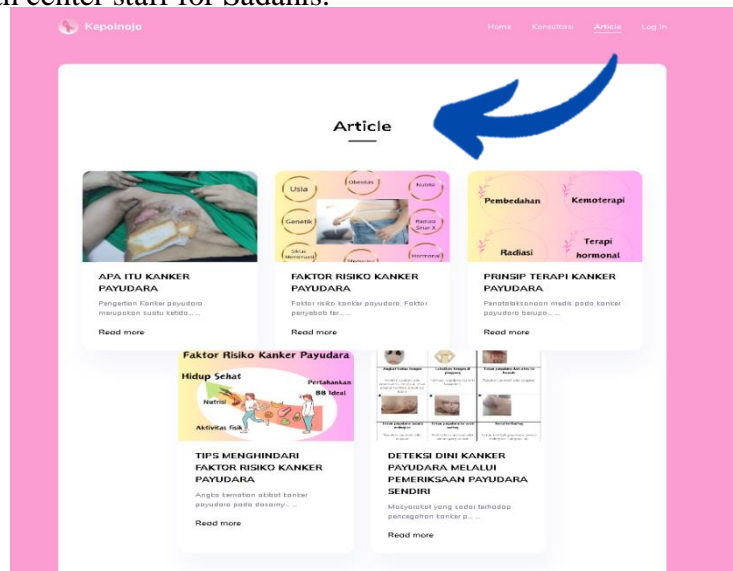 center staff for Sadanis.
Kepoinaja
Home Konsultasi Article Log In
Article
Usia
Obesitas
Nutrisi
Genetik
Radiasi
Sinar X
Siklus
Menstruasi
Hormonal
Pembedahan
Kemoterapi
Radiasi
Terapi
hormonal
APA ITU KANKER
PAYUDARA
Pengertian Kanker payudara
merupakan suatu ketida... ...
Read more
FAKTOR RISIKO KANKER
PAYUDARA
Faktor risiko kanker payudara. Faktor
penyebab ter... ...
Read more
PRINSIP TERAPI KANKER
PAYUDARA
Penatalaksanaan medis pada kanker
payudara berupa... ...
Read more
Faktor Risiko Kanker Payudara
Hidup Sehat
Pertahankan
BB Ideal
Nutrisi
Aktivitas fisik
TIPS MENGHINDARI
FAKTOR RISIKO KANKER
PAYUDARA
Angka kematian akibat kanker
payudara pada dasarny... ...
Read more
DETEKSI DINI KANKER
PAYUDARA MELALUI
PEMERIKSAAN PAYUDARA
SENDIRI
Masyarakat yang sadar terhadap
pencegahan kanker p... ...
Read more